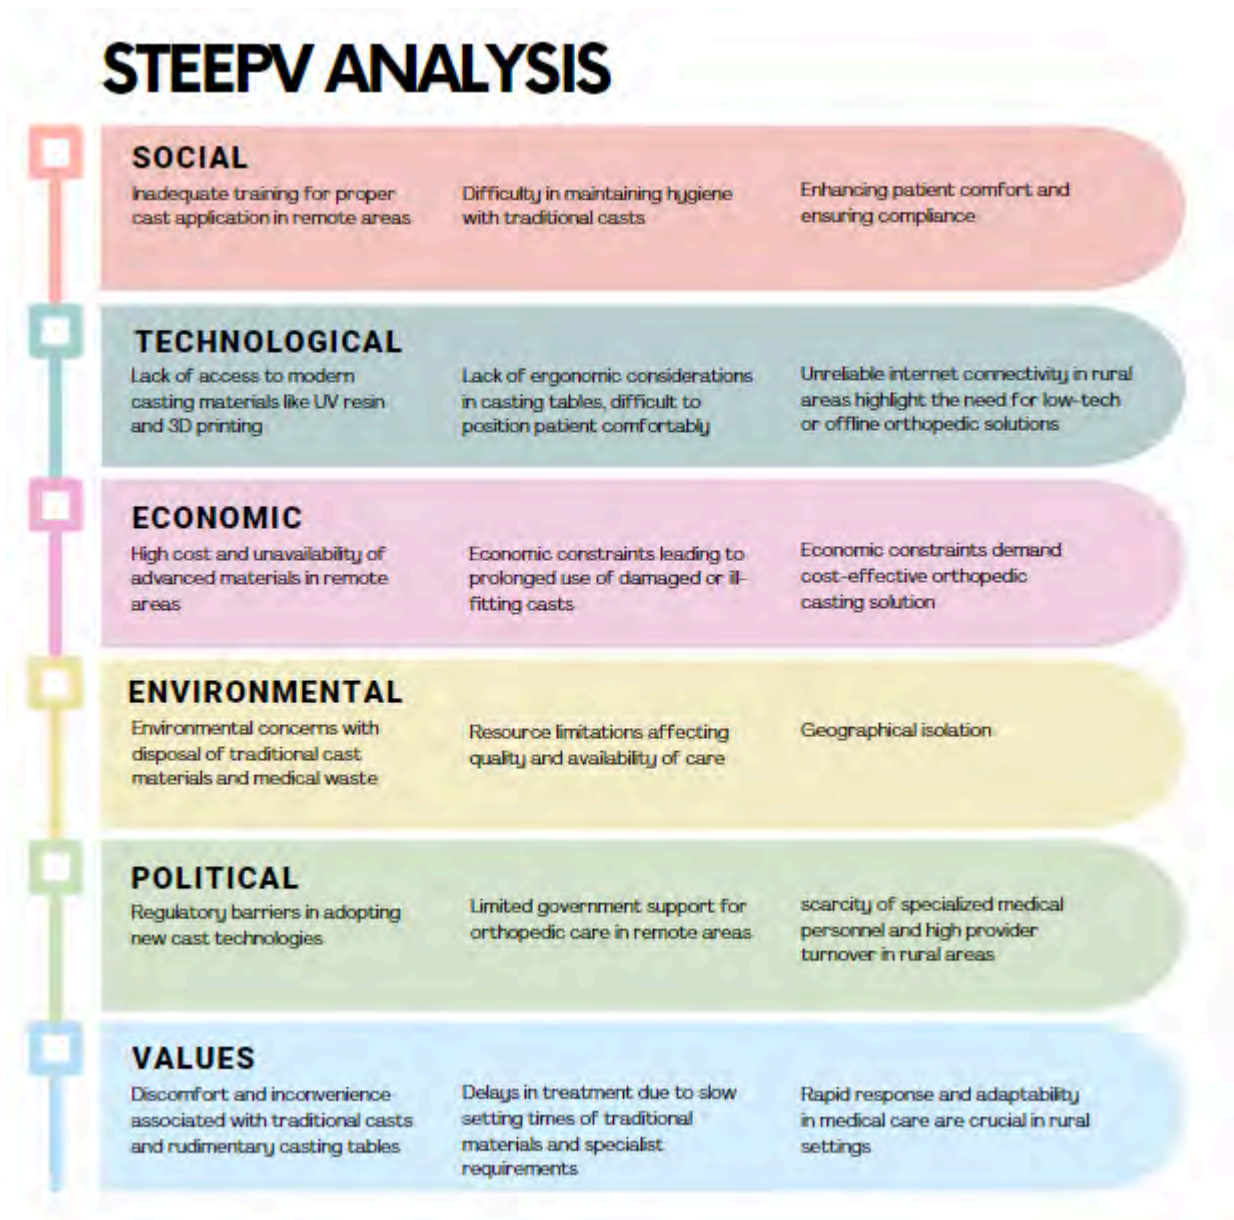 STEEPV ANALYSIS
SOCIAL
Inadequate training for proper
cast application in remote areas
Difficulty in maintaining hygiene
with traditional casts
Enhancing patient comfort and
ensuring compliance
TECHNOLOGICAL
Lack of access to modern
casting materials like UV resin
and 3D printing
Lack of ergonomic considerations
in casting tables, difficult to
position patient comfortably
Unreliable internet connectivity in rural
areas highlight the need for low-tech
or offline orthopedic solutions
ECONOMIC
High cost and unavailability of
advanced materials in remote
areas
Economic constraints leading to
prolonged use of damaged or ill-
fitting casts
Economic constraints demand
cost-effective orthopedic
casting solution
ENVIRONMENTAL
Environmental concerns with
disposal of traditional cast
materials and medical waste
Resource limitations affecting
quality and availability of care
Geographical isolation
POLITICAL
Regulatory barriers in adopting
new cast technologies
Limited government support for
orthopedic care in remote areas
scarcity of specialized medical
personnel and high provider
turnover in rural areas
VALUES
Discomfort and inconvenience
associated with traditional casts
and rudimentary casting tables
Delays in treatment due to slow
setting times of traditional
materials and specialist
requirements
Rapid response and adaptability
in medical care are crucial in rural
settings